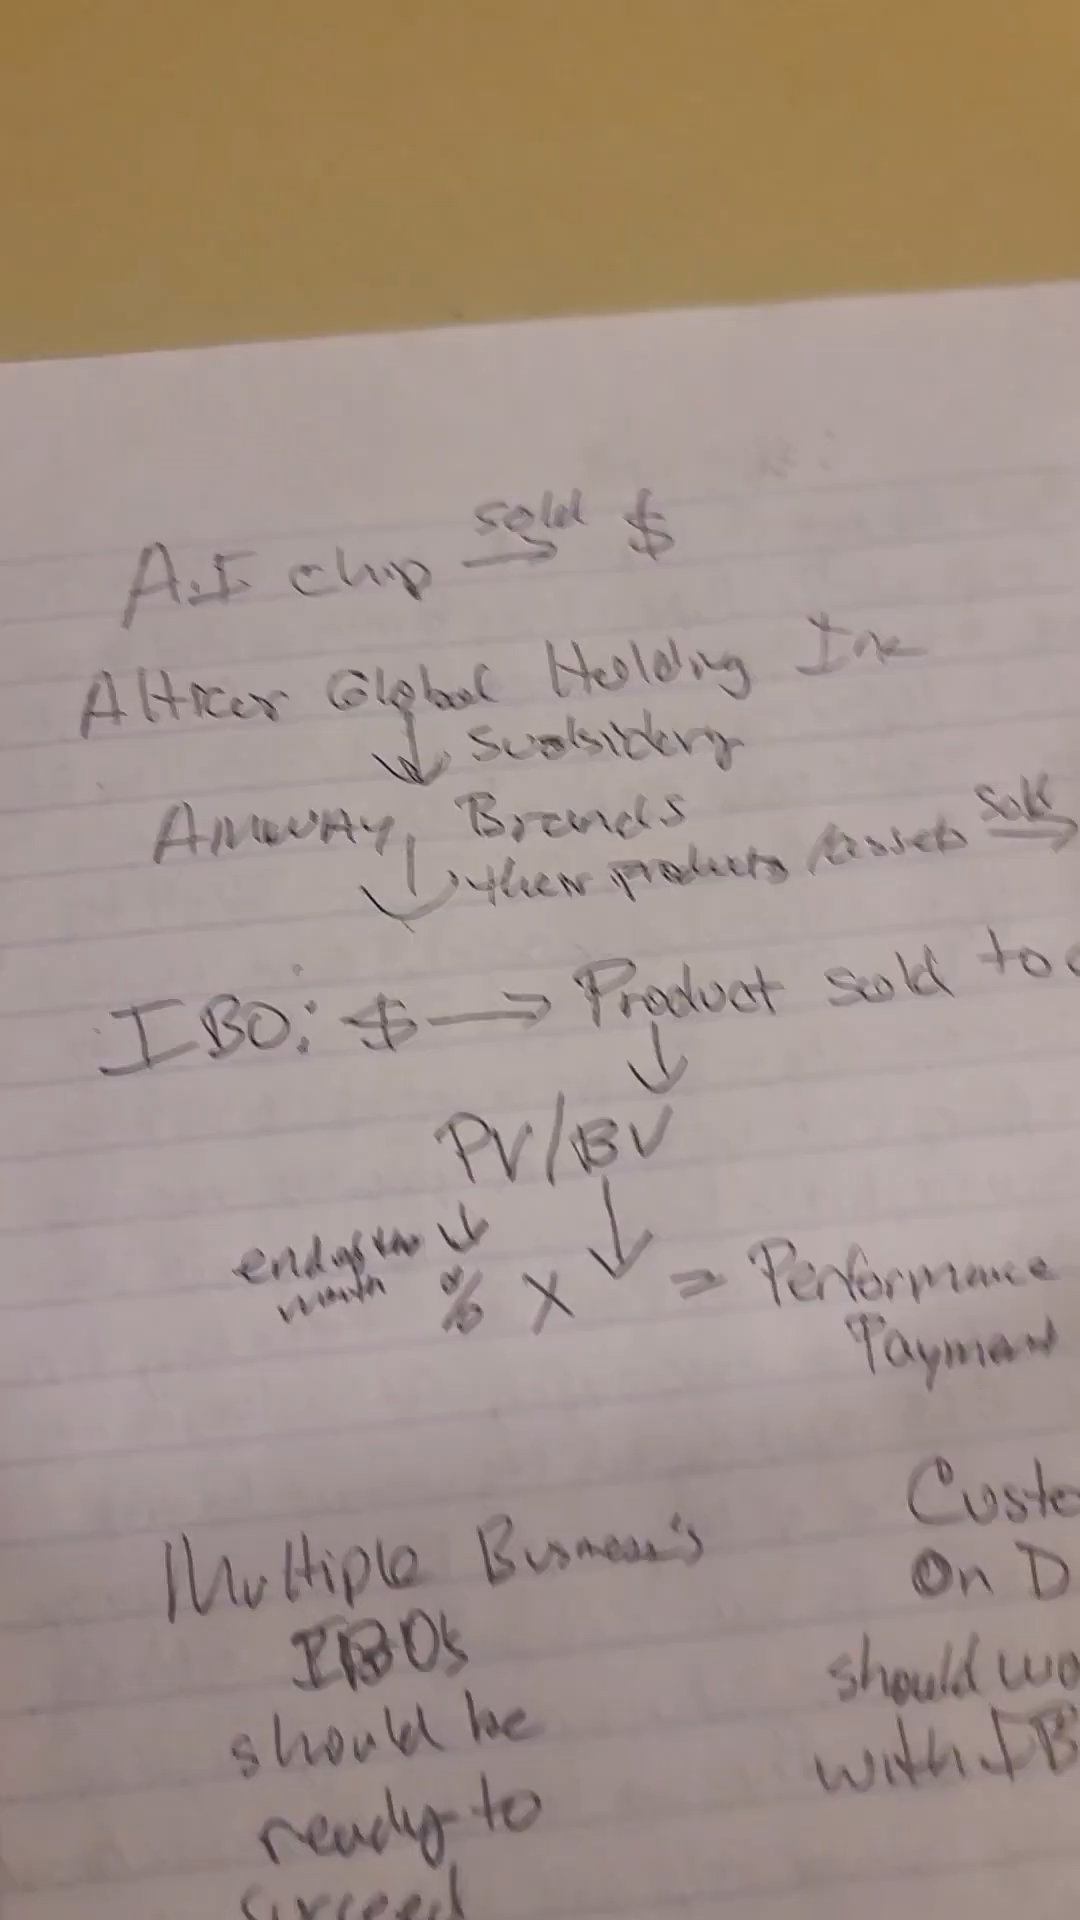 sold
A.I chip → $
Alticor Global Holding Inc
↓ subsidiary
AMWAY, Brands
↓ their products /assets sold →
IBO: $ → Product sold to
↓
PV/BV
end of the month ↓ ↓
% X = Performance
Payment
Multiple Business's
IBOs
should be
ready to
succeed
On D
should wo
with IB